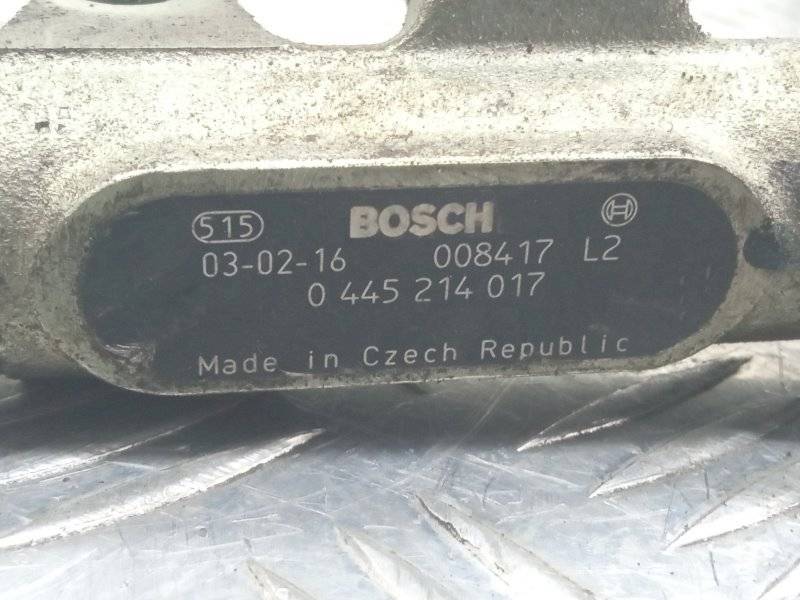 515 BOSCH
03-02-16 008417 L2
0 445 214 017
Made in Czech Republic